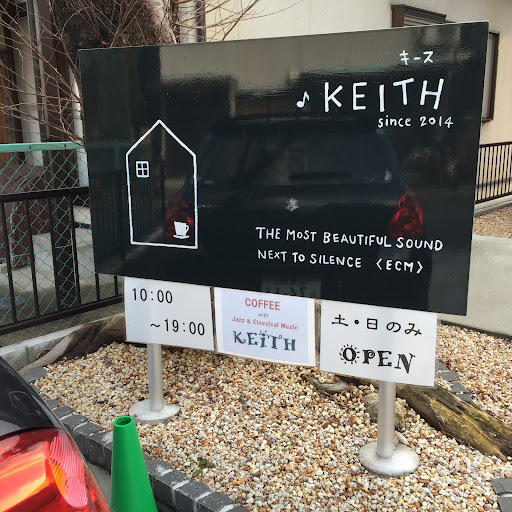 キース
♪KEITH
since 2014
THE MOST BEAUTIFUL SOUND
NEXT TO SILENCE 〈ECM〉
10:00
~19:00
COFFEE
with
Jazz & Classical Music
KEITH
土・日のみ
OPEN